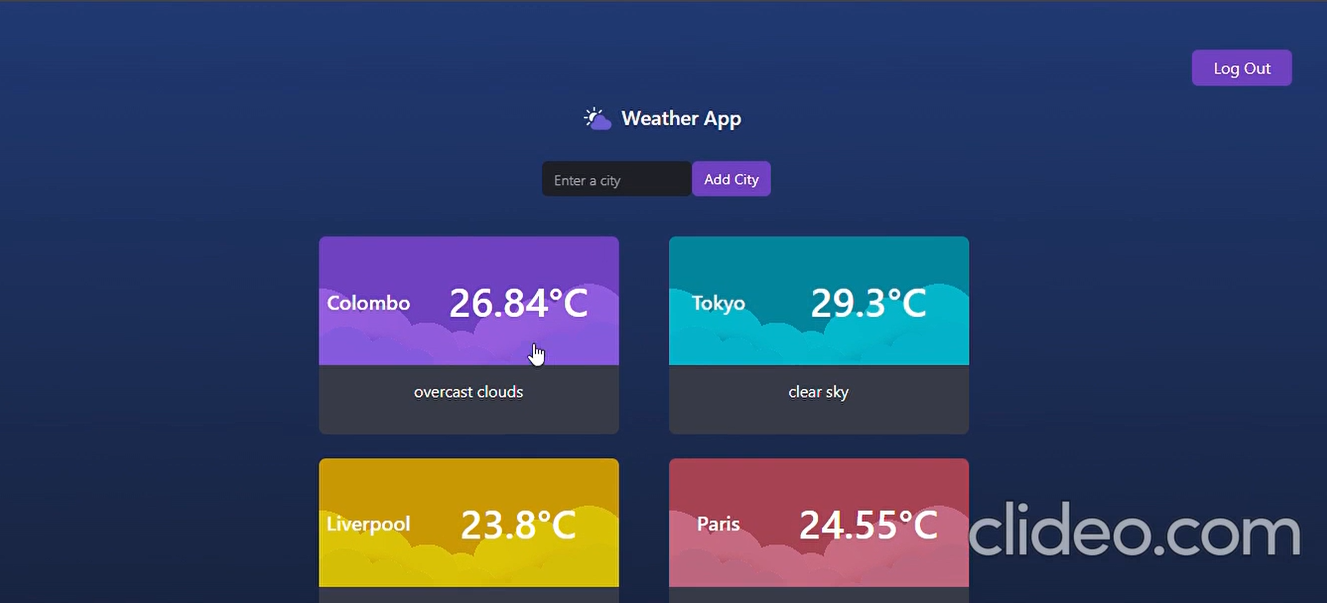 Log Out
Weather App
Enter a city
Add City
Colombo 26.84°C
overcast clouds
Tokyo 29.3°C
clear sky
Liverpool 23.8°C
Paris 24.55°C
clideo.com